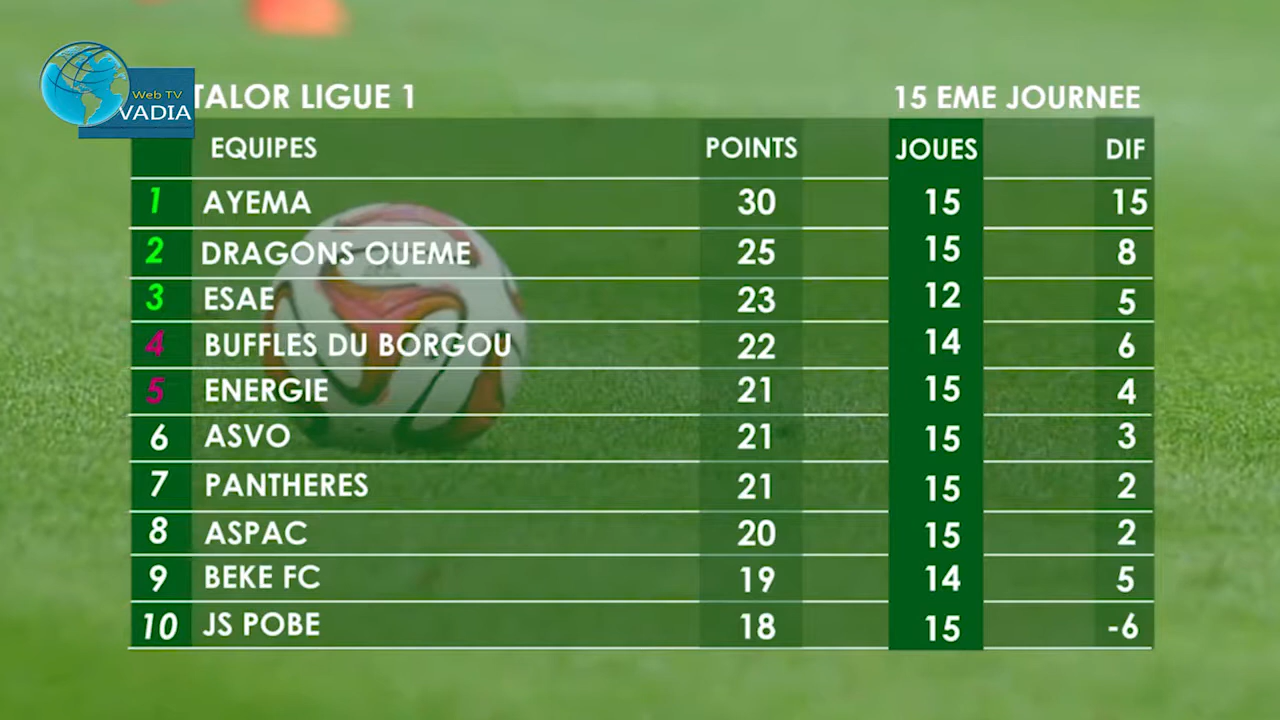 Web TV
VADIA
TALOR LIGUE 1 15 EME JOURNEE
EQUIPES POINTS JOUES DIF
1 AYEMA 30 15 15
2 DRAGONS OUEME 25 15 8
3 ESAE 23 12 5
4 BUFFLES DU BORGOU 22 14 6
5 ENERGIE 21 15 4
6 ASVO 21 15 3
7 PANTHERES 21 15 2
8 ASPAC 20 15 2
9 BEKE FC 19 14 5
10 JS POBE 18 15 -6